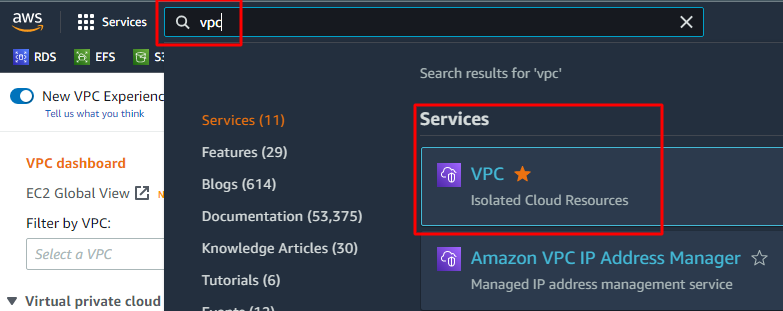 aws
Services
vpc
RDS
EFS
New VPC Experienc
Tell us what you think
VPC dashboard
EC2 Global View
Filter by VPC:
Select a VPC
Virtual private cloud
Search results for 'vpc'
Services (11)
Features (29)
Blogs (614)
Documentation (53,375)
Knowledge Articles (30)
Tutorials (6)
Services
VPC
Isolated Cloud Resources
Amazon VPC IP Address Manager
Managed IP address management service